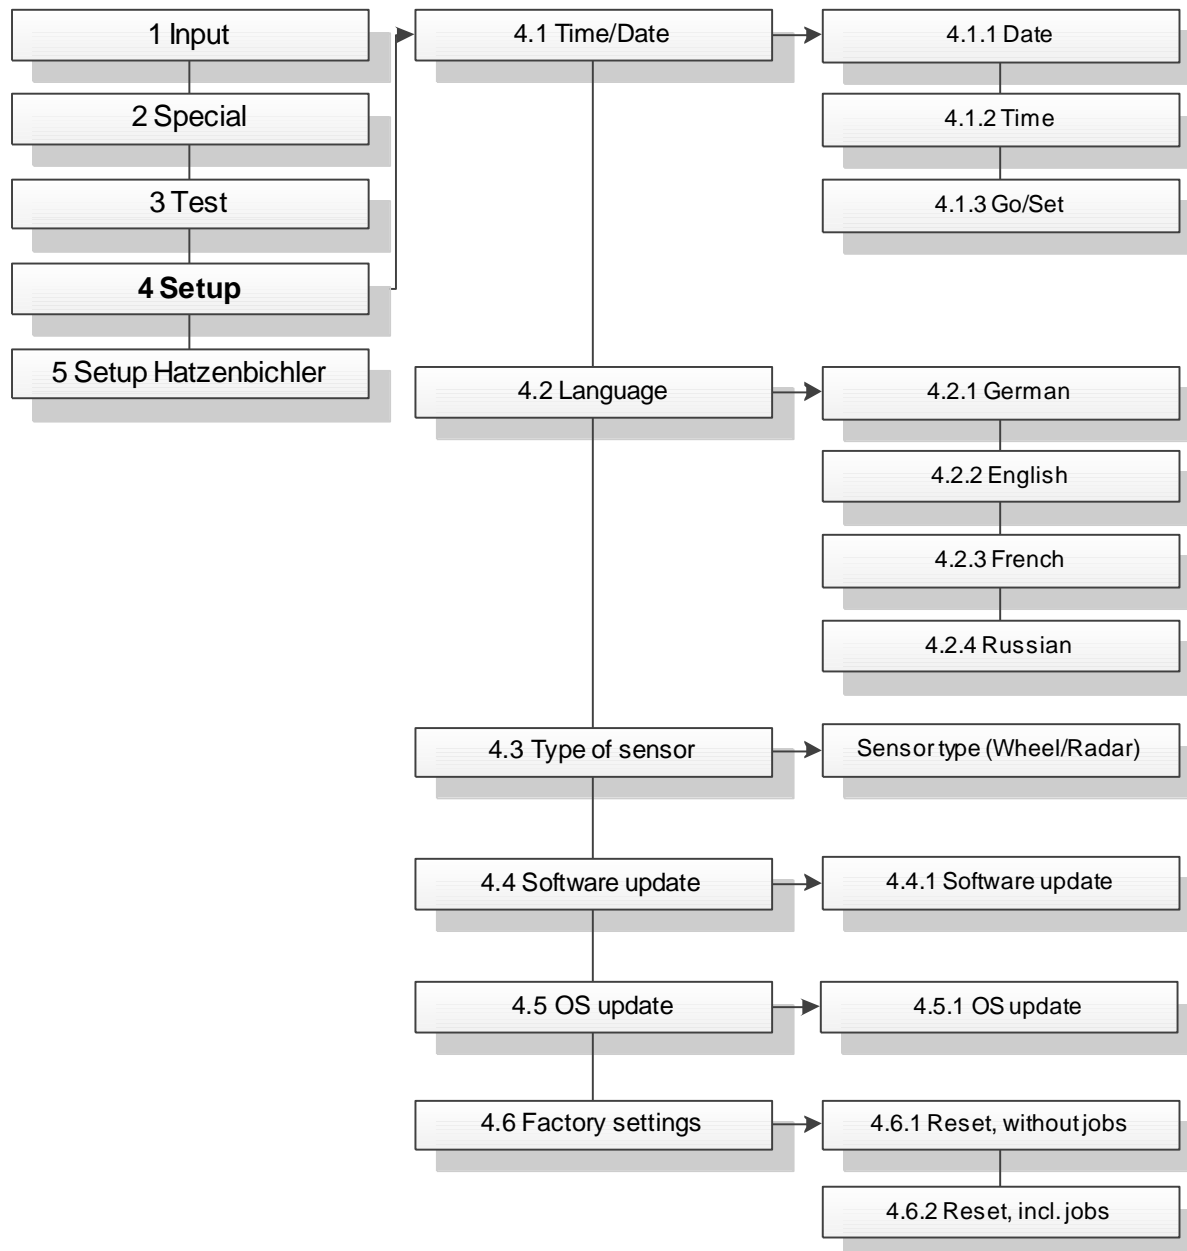 1 Input
2 Special
3 Test
4 Setup
5 Setup Hatzenbichler
4.1 Time/Date
4.1.1 Date
4.1.2 Time
4.1.3 Go/Set
4.2 Language
4.2.1 German
4.2.2 English
4.2.3 French
4.2.4 Russian
4.3 Type of sensor
Sensor type (Wheel/Radar)
4.4 Software update
4.4.1 Software update
4.5 OS update
4.5.1 OS update
4.6 Factory settings
4.6.1 Reset, without jobs
4.6.2 Reset, incl. jobs